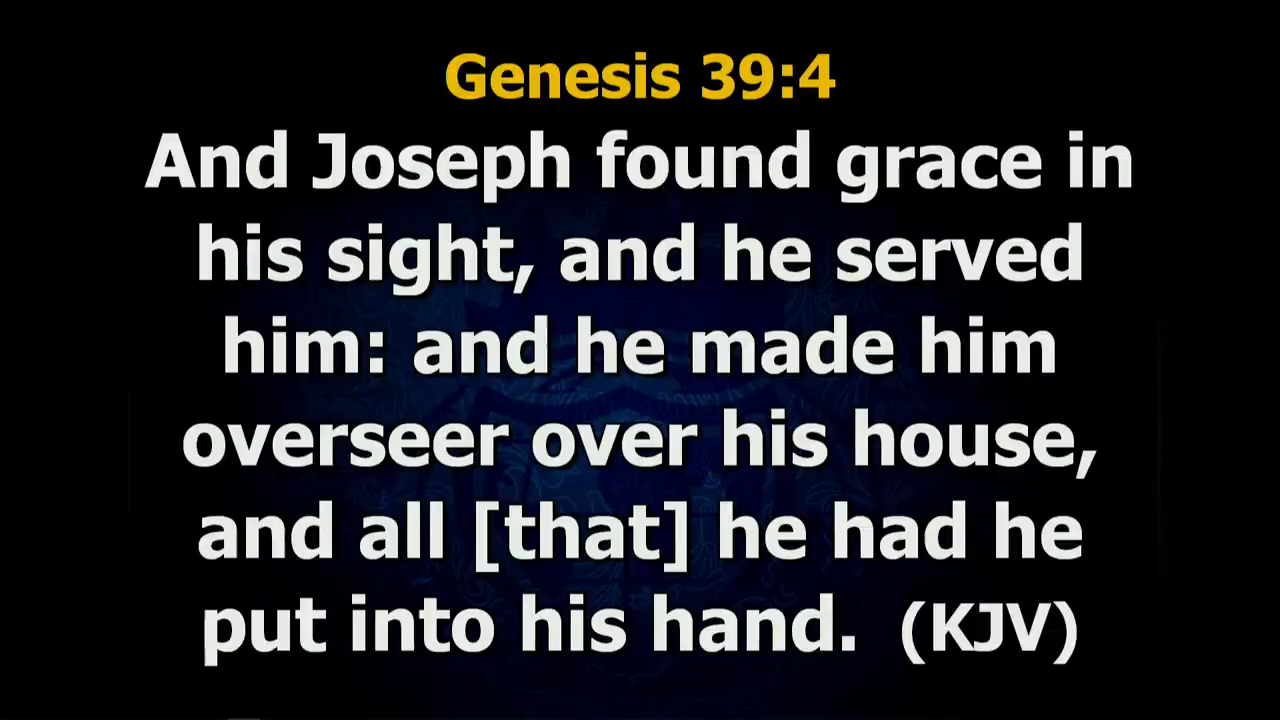 Genesis 39:4
And Joseph found grace in
his sight, and he served
him: and he made him
overseer over his house,
and all [that] he had he
put into his hand.  (KJV)